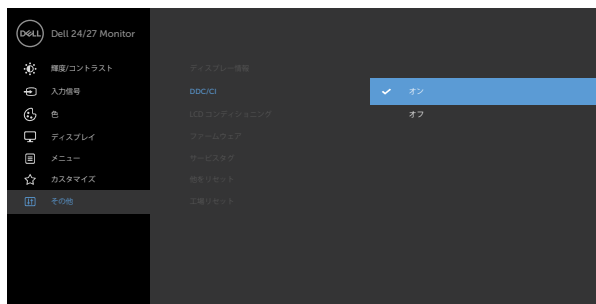 DELL
Dell 24/27 Monitor
輝度/コントラスト
入力信号
色
ディスプレイ
メニュー
カスタマイズ
その他
ディスプレー情報
DDC/CI
LCD コンディショニング
ファームウェア
サービスタグ
他をリセット
工場リセット
オン
オフ